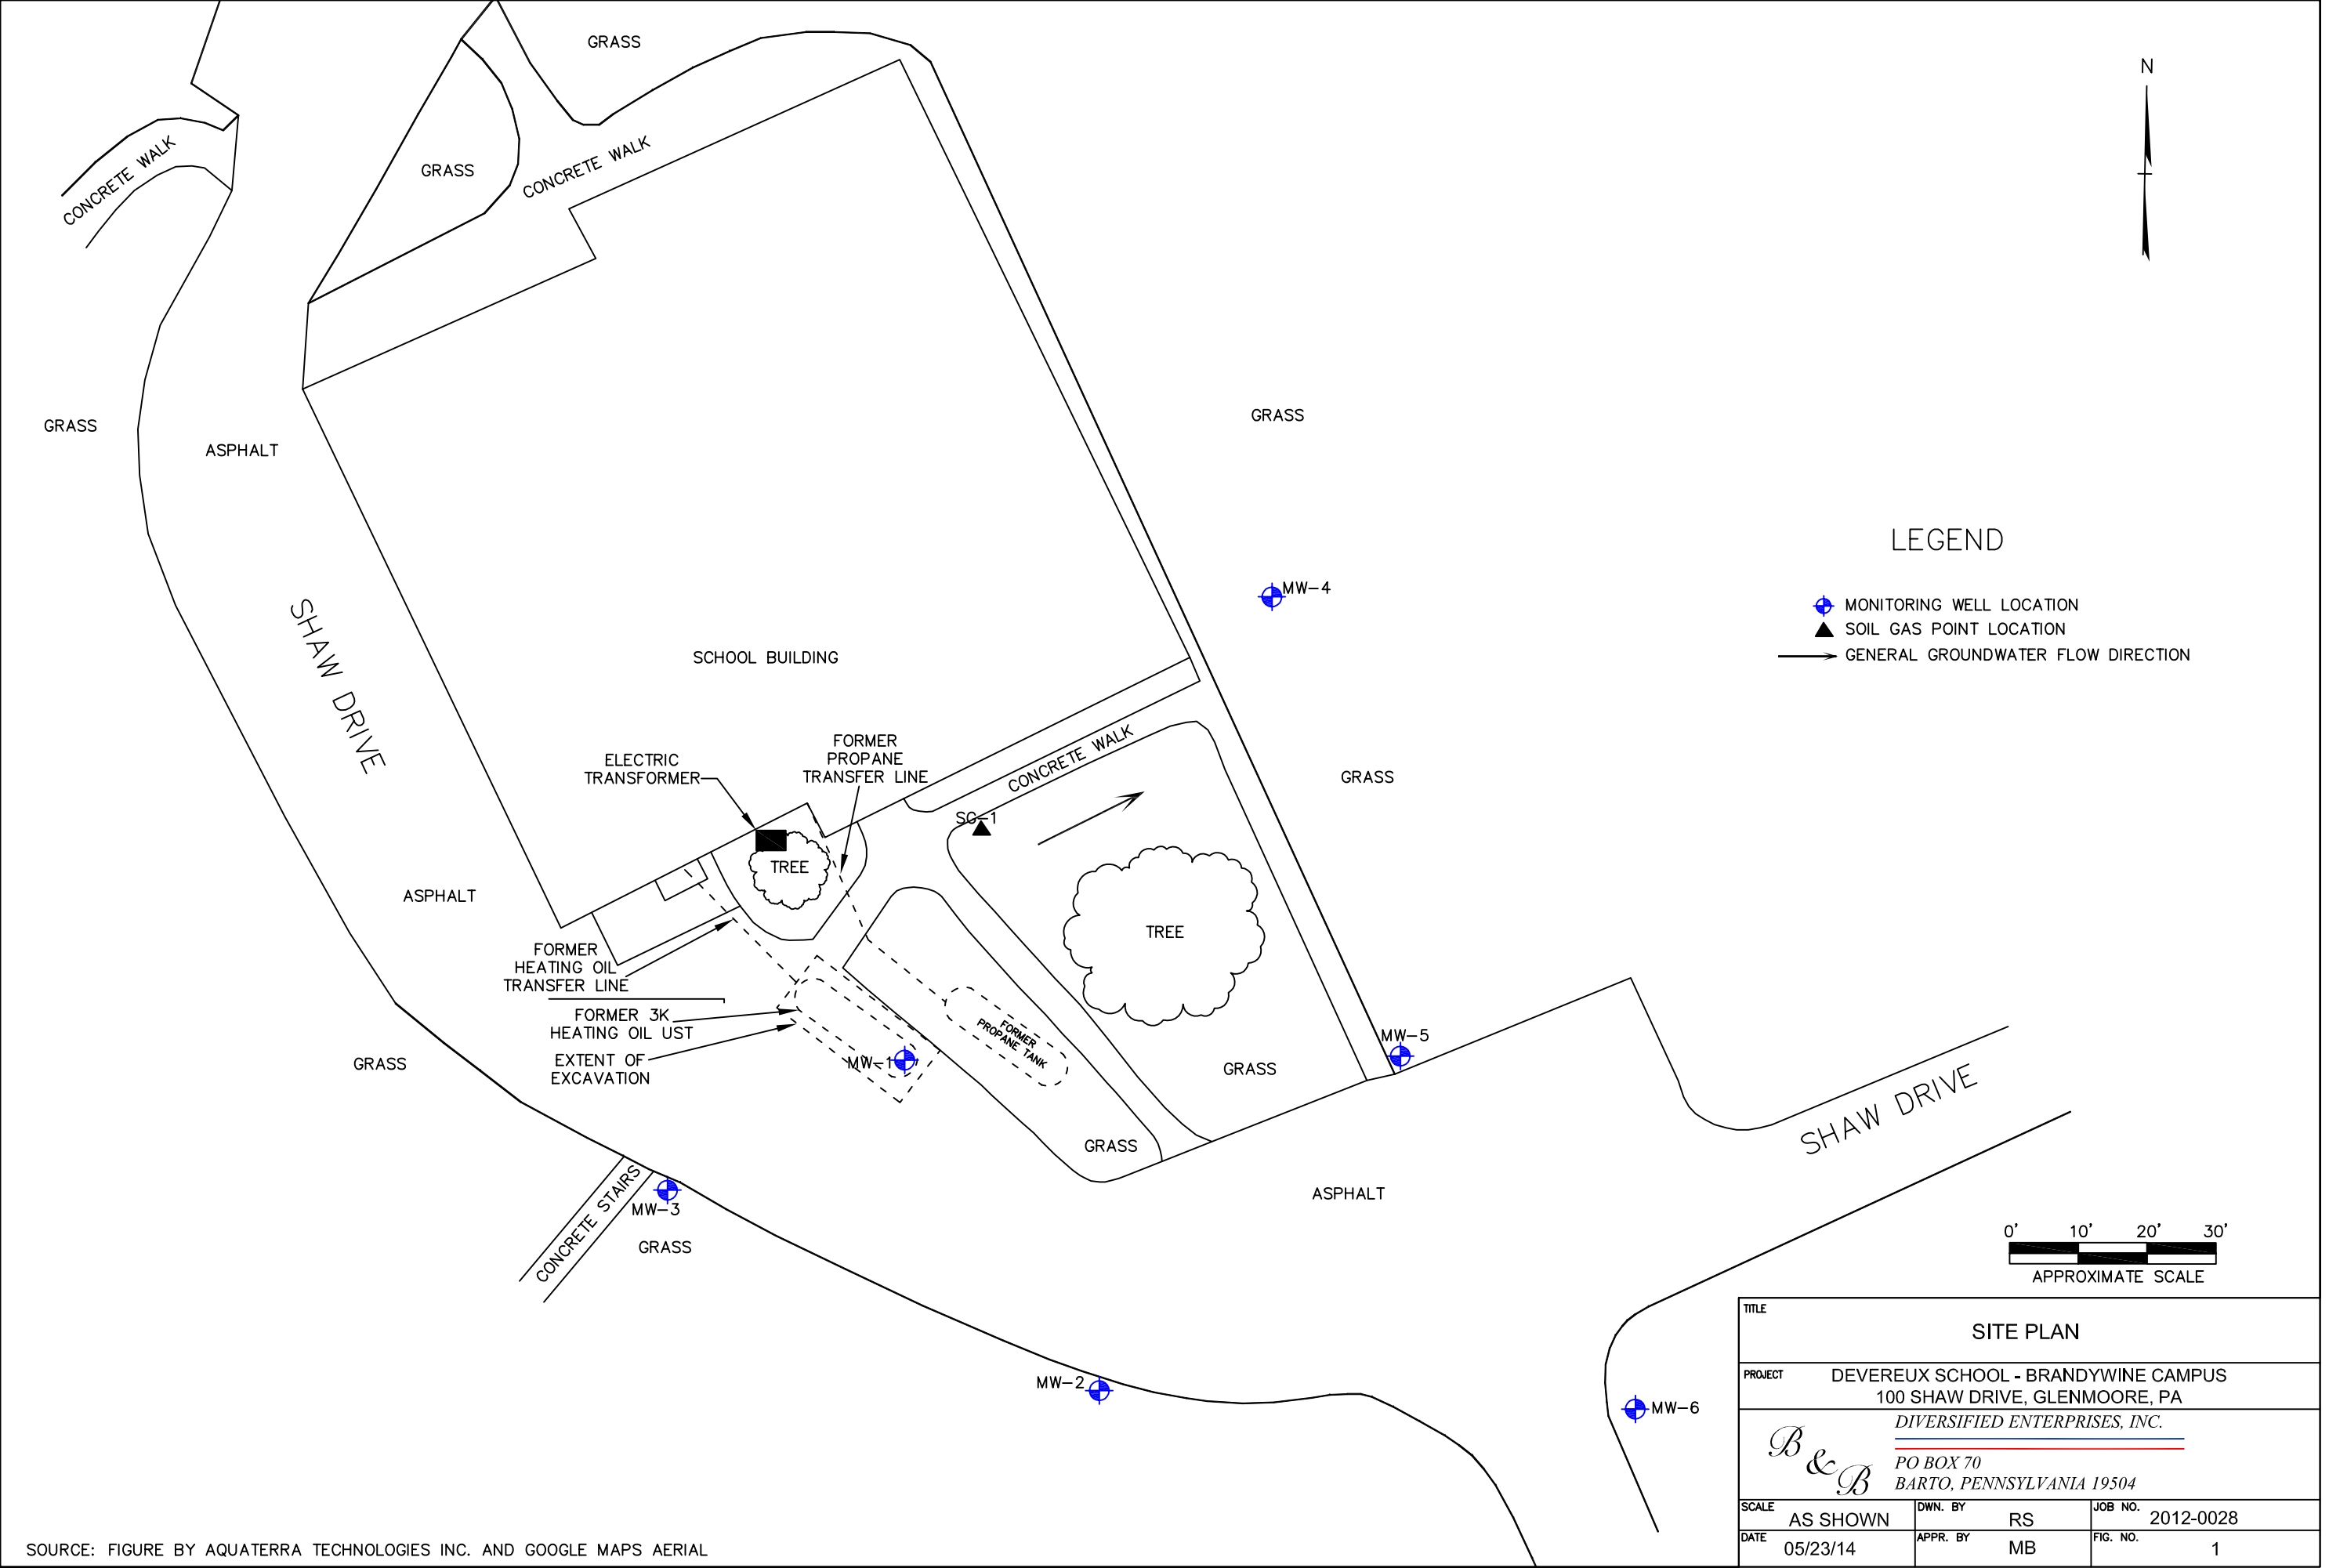 GRASS
N
CONCRETE WALK
GRASS
CONCRETE WALK
GRASS
GRASS
ASPHALT
LEGEND
MW-4
MONITORING WELL LOCATION
SOIL GAS POINT LOCATION
GENERAL GROUNDWATER FLOW DIRECTION
SHAW DRIVE
SCHOOL BUILDING
ELECTRIC
TRANSFORMER
FORMER
PROPANE
TRANSFER LINE
CONCRETE WALK
GRASS
SG-1
TREE
ASPHALT
TREE
FORMER
HEATING OIL
TRANSFER LINE
FORMER 3K
HEATING OIL UST
EXTENT OF
EXCAVATION
MW-1
FORMER
PROPANE TANK
MW-5
GRASS
GRASS
GRASS
SHAW DRIVE
ASPHALT
CONCRETE STAIRS
MW-3
GRASS
MW-2
MW-6
0' 10' 20' 30'
APPROXIMATE SCALE
TITLE
SITE PLAN
PROJECT
DEVEREUX SCHOOL - BRANDYWINE CAMPUS
100 SHAW DRIVE, GLENMOORE, PA
B & B
DIVERSIFIED ENTERPRISES, INC.
PO BOX 70
BARTO, PENNSYLVANIA 19504
SCALE AS SHOWN
DWN. BY RS
JOB NO. 2012-0028
DATE 05/23/14
APPR. BY MB
FIG. NO. 1
SOURCE: FIGURE BY AQUATERRA TECHNOLOGIES INC. AND GOOGLE MAPS AERIAL